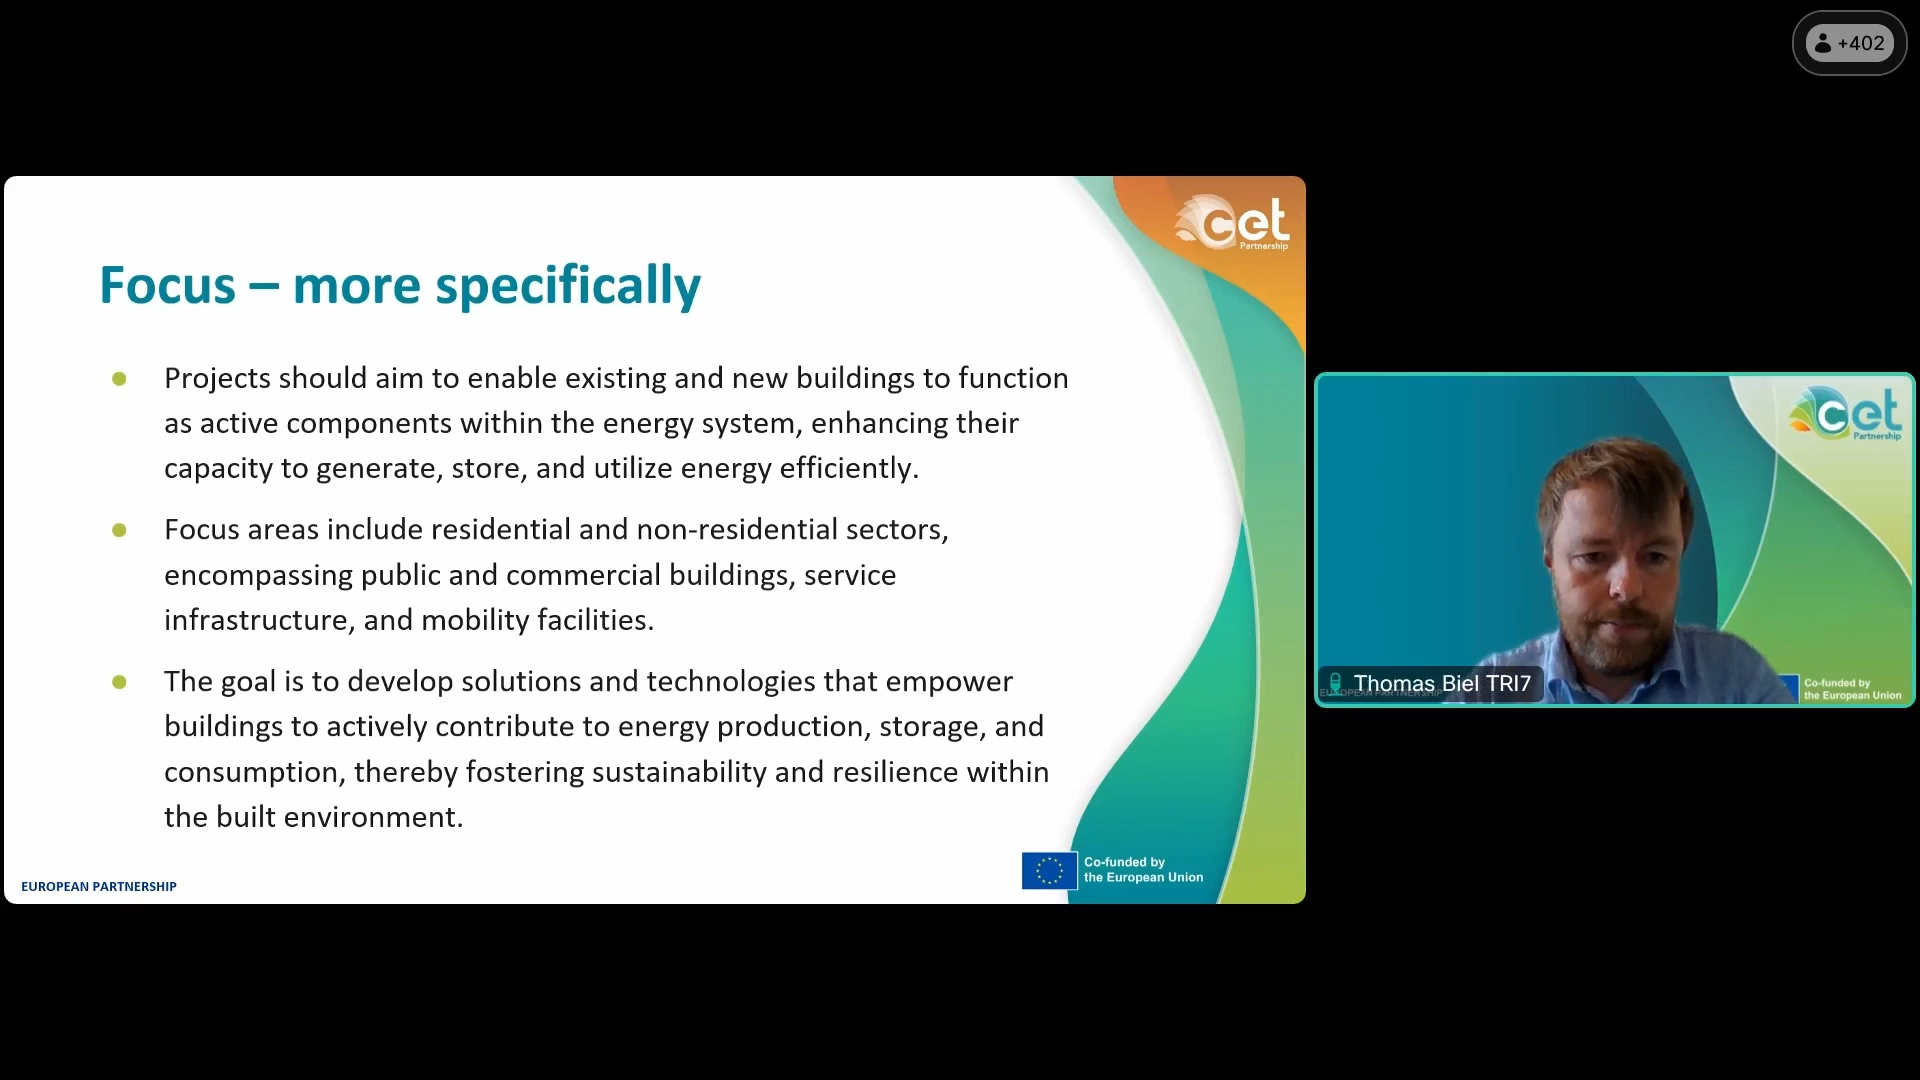 +402
cet
Partnership
Focus – more specifically
Projects should aim to enable existing and new buildings to function
as active components within the energy system, enhancing their
capacity to generate, store, and utilize energy efficiently.
Focus areas include residential and non-residential sectors,
encompassing public and commercial buildings, service
infrastructure, and mobility facilities.
The goal is to develop solutions and technologies that empower
buildings to actively contribute to energy production, storage, and
consumption, thereby fostering sustainability and resilience within
the built environment.
EUROPEAN PARTNERSHIP
Co-funded by
the European Union
cet
Partnership
Thomas Biel TRI7
EUROPEAN PARTNERSHIP
Co-funded by
the European Union